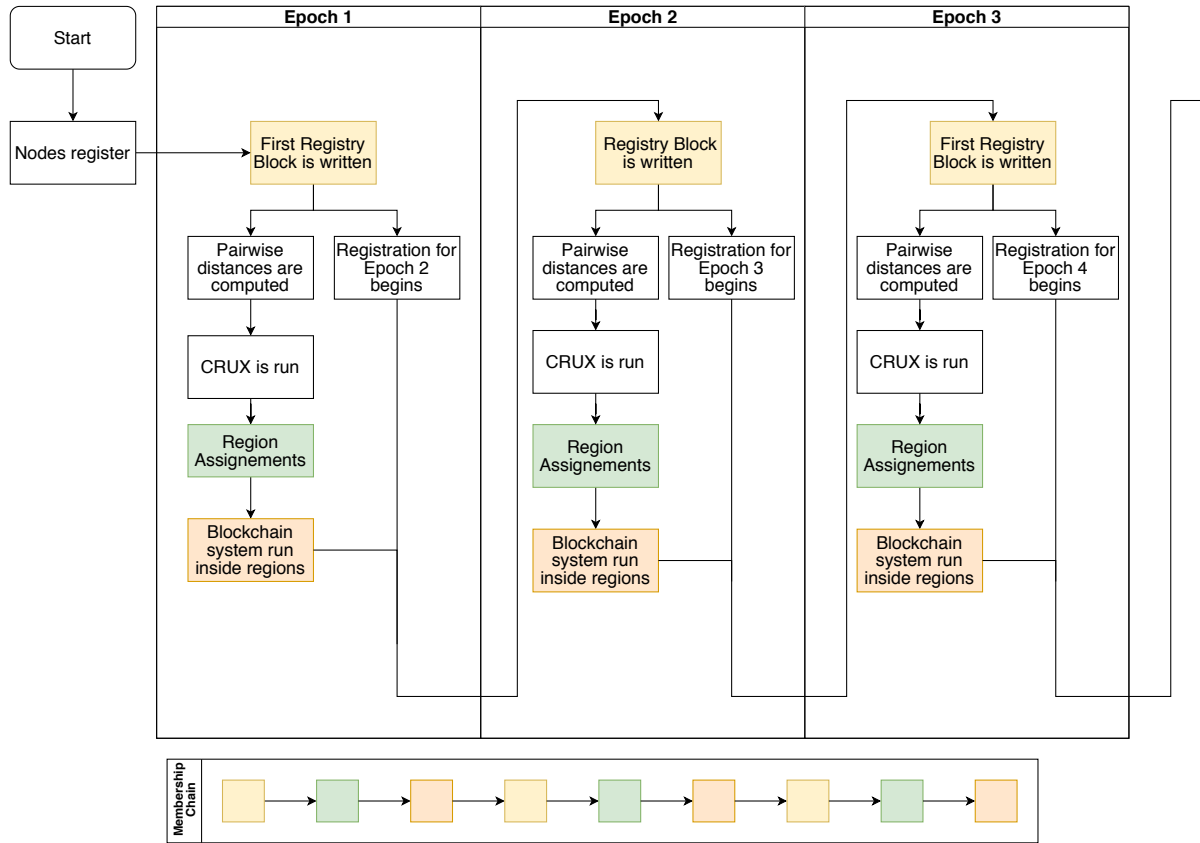 Start
Nodes register
Epoch 1
First Registry
Block is written
Pairwise
distances are
computed
Registration for
Epoch 2
begins
CRUX is run
Region
Assignements
Blockchain
system run
inside regions
Epoch 2
Registry Block
is written
Pairwise
distances are
computed
Registration for
Epoch 3
begins
CRUX is run
Region
Assignements
Blockchain
system run
inside regions
Epoch 3
First Registry
Block is written
Pairwise
distances are
computed
Registration for
Epoch 4
begins
CRUX is run
Region
Assignements
Blockchain
system run
inside regions
Membership
Chain